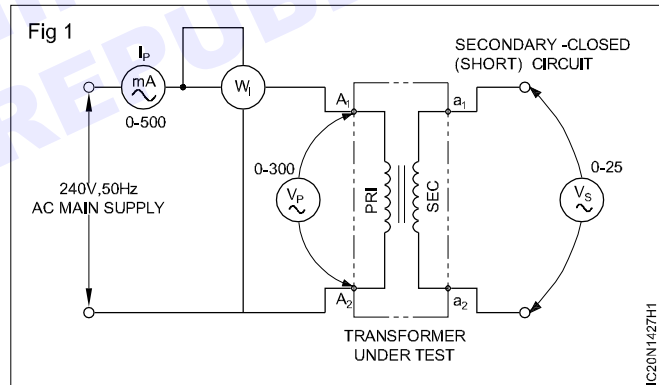 Fig 1
IP
mA
0-500
WI
240V,50Hz
AC MAIN SUPPLY
0-300
VP
A1
A2
PRI
SEC
a1
a2
TRANSFORMER
UNDER TEST
SECONDARY -CLOSED
(SHORT) CIRCUIT
0-25
VS
REPUB